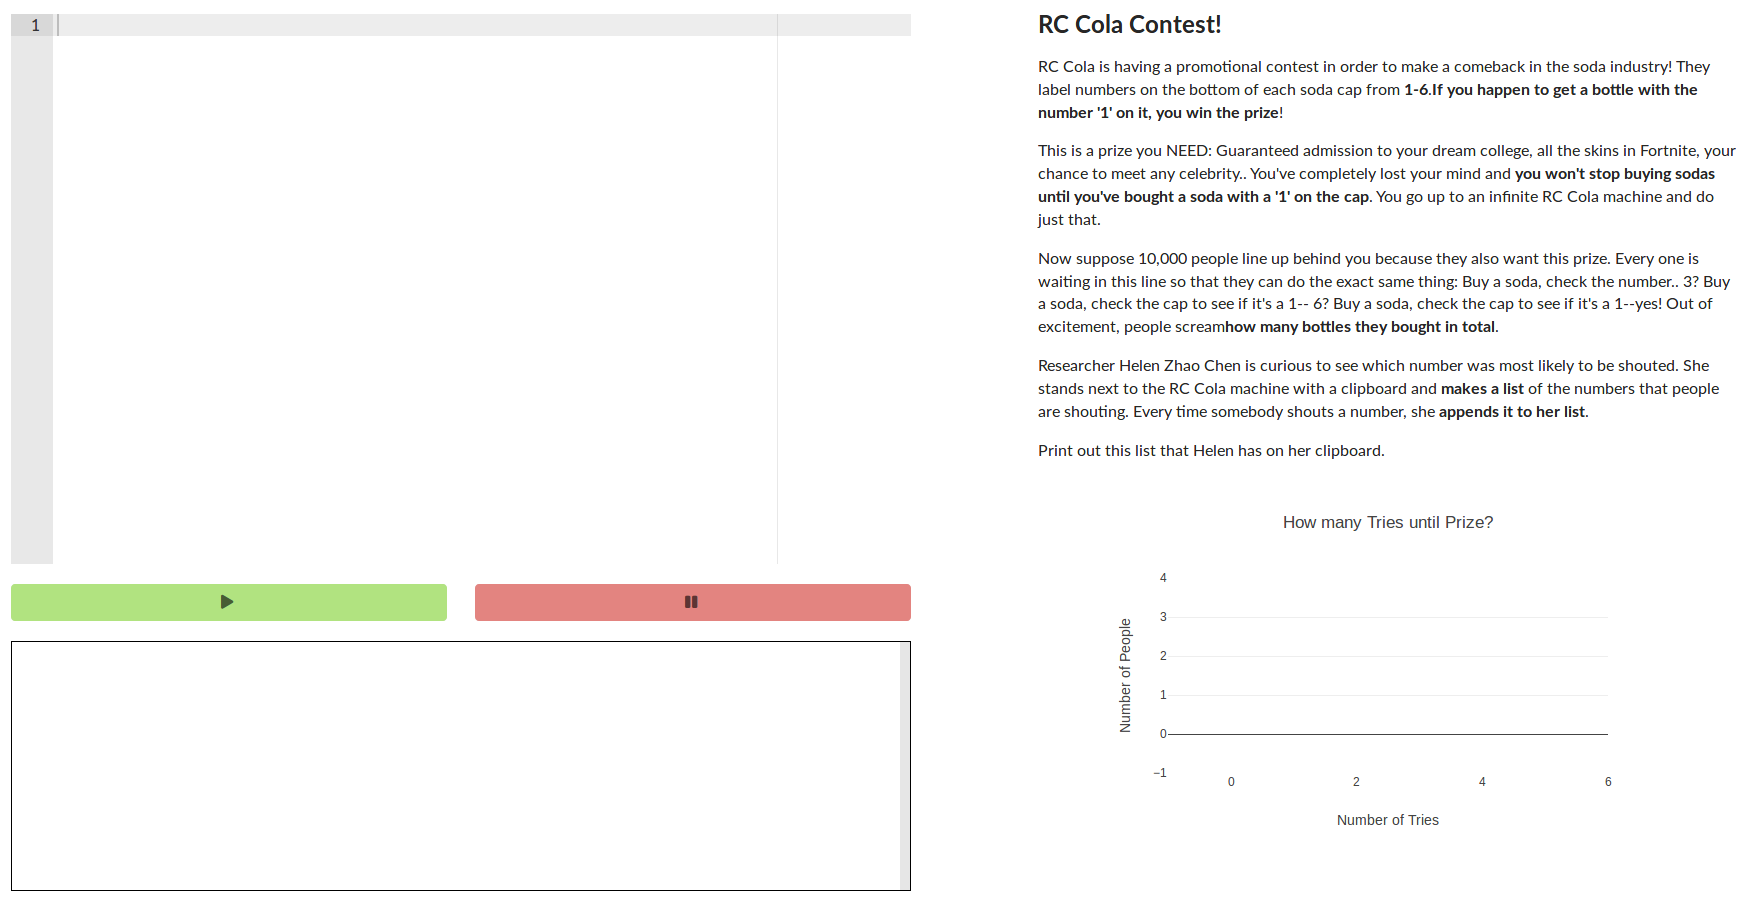 1
RC Cola Contest!
RC Cola is having a promotional contest in order to make a comeback in the soda industry! They
label numbers on the bottom of each soda cap from 1-6.If you happen to get a bottle with the
number '1' on it, you win the prize!
This is a prize you NEED: Guaranteed admission to your dream college, all the skins in Fortnite, your
chance to meet any celebrity.. You've completely lost your mind and you won't stop buying sodas
until you've bought a soda with a '1' on the cap. You go up to an infinite RC Cola machine and do
just that.
Now suppose 10,000 people line up behind you because they also want this prize. Every one is
waiting in this line so that they can do the exact same thing: Buy a soda, check the number.. 3? Buy
a soda, check the cap to see if it's a 1-- 6? Buy a soda, check the cap to see if it's a 1--yes! Out of
excitement, people screamhow many bottles they bought in total.
Researcher Helen Zhao Chen is curious to see which number was most likely to be shouted. She
stands next to the RC Cola machine with a clipboard and makes a list of the numbers that people
are shouting. Every time somebody shouts a number, she appends it to her list.
Print out this list that Helen has on her clipboard.
How many Tries until Prize?
4
3
2
1
0
−1
Number of People
0 2 4 6
Number of Tries